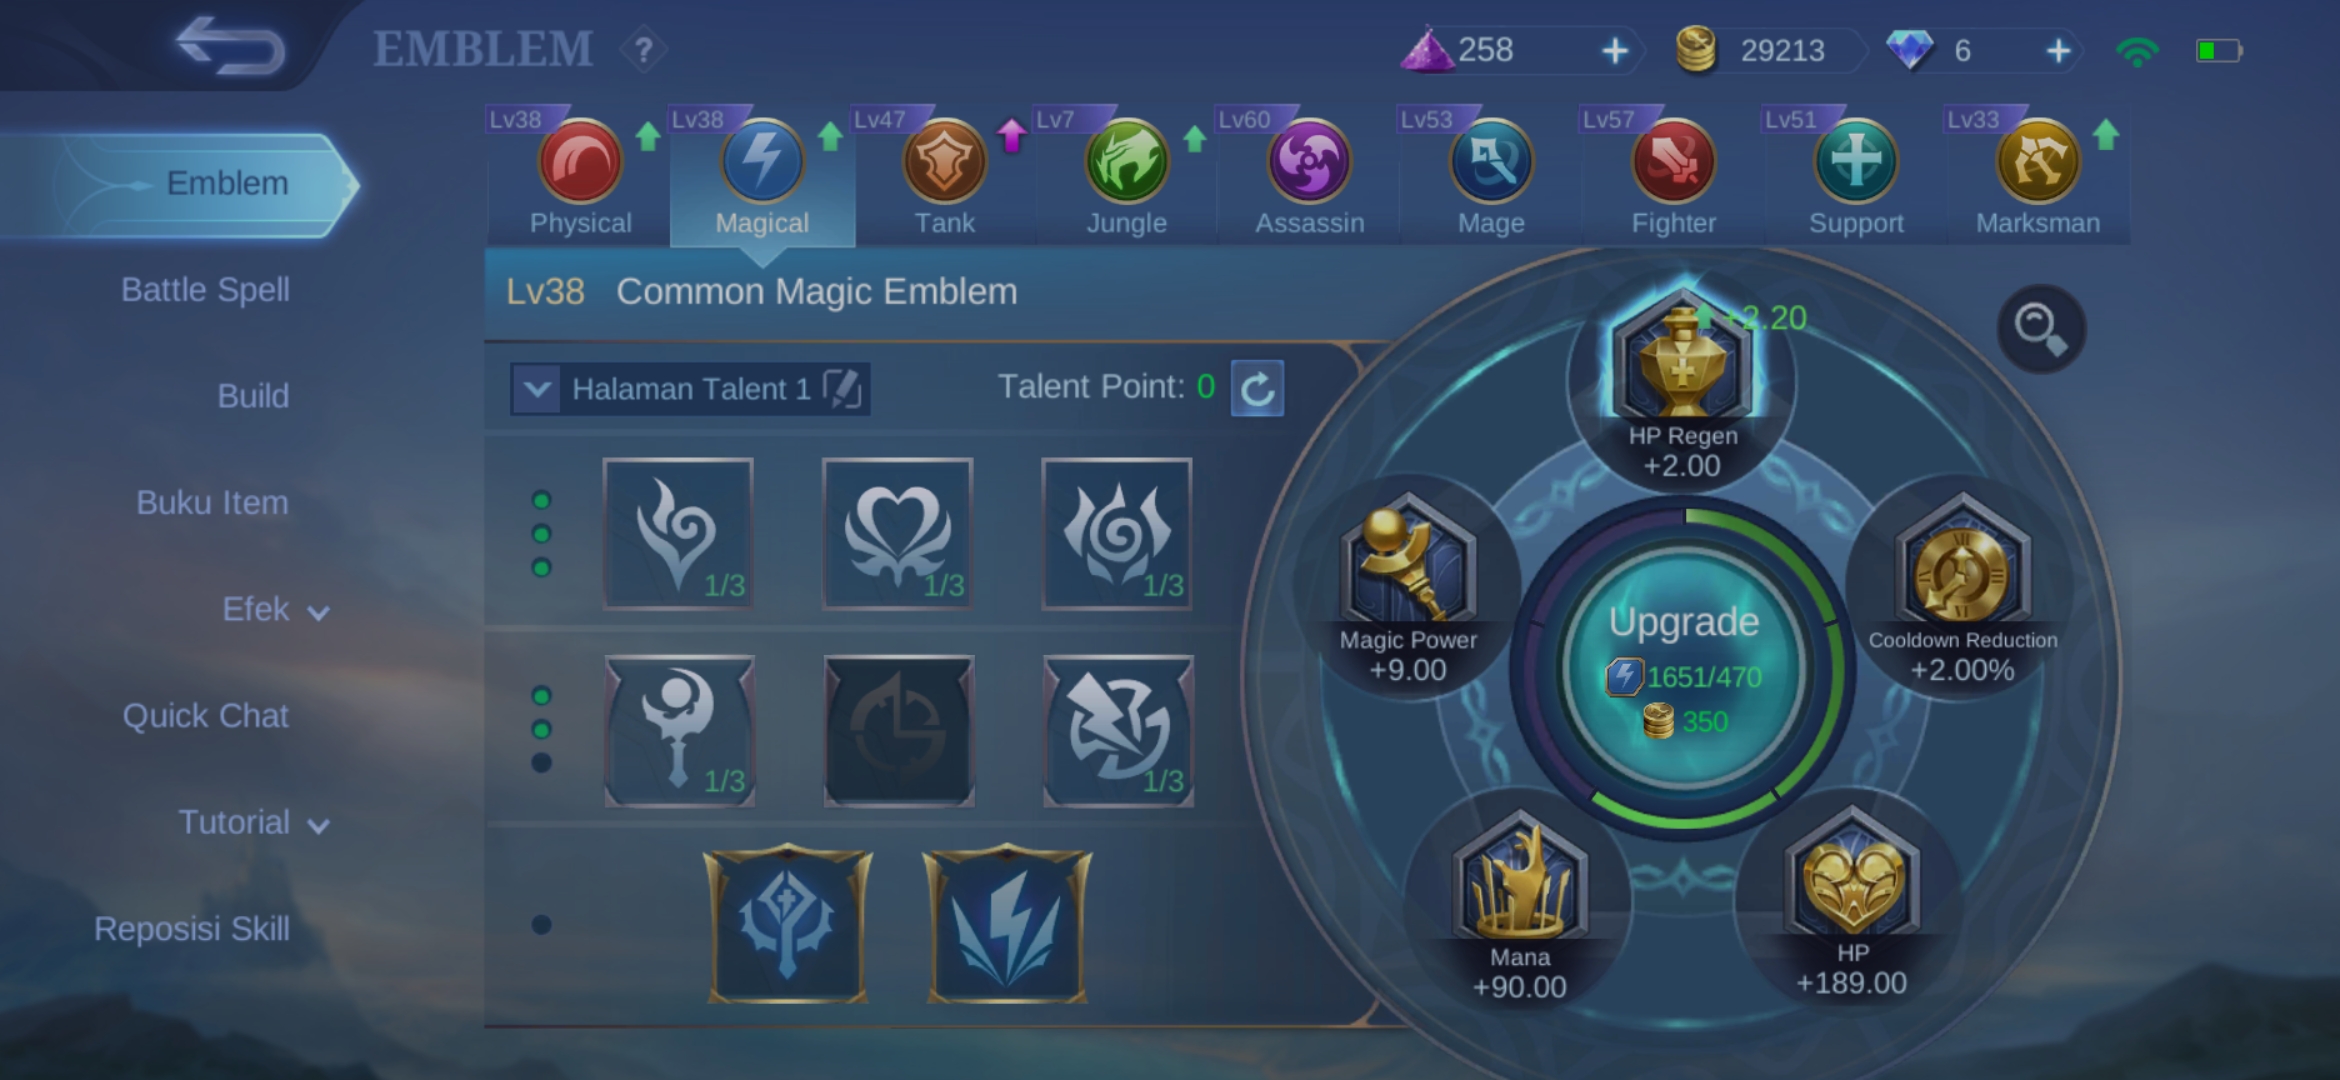 EMBLEM ?
258
29213
6
Lv38
Physical
Lv38
Magical
Lv47
Tank
Lv7
Jungle
Lv60
Assassin
Lv53
Mage
Lv57
Fighter
Lv51
Support
Lv33
Marksman
Emblem
Battle Spell
Build
Buku Item
Efek
Quick Chat
Tutorial
Reposisi Skill
Lv38 Common Magic Emblem
Halaman Talent 1
Talent Point: 0
1/3
1/3
1/3
1/3
1/3
+2.20
HP Regen
+2.00
Magic Power
+9.00
Cooldown Reduction
+2.00%
Upgrade
1651/470
350
Mana
+90.00
HP
+189.00